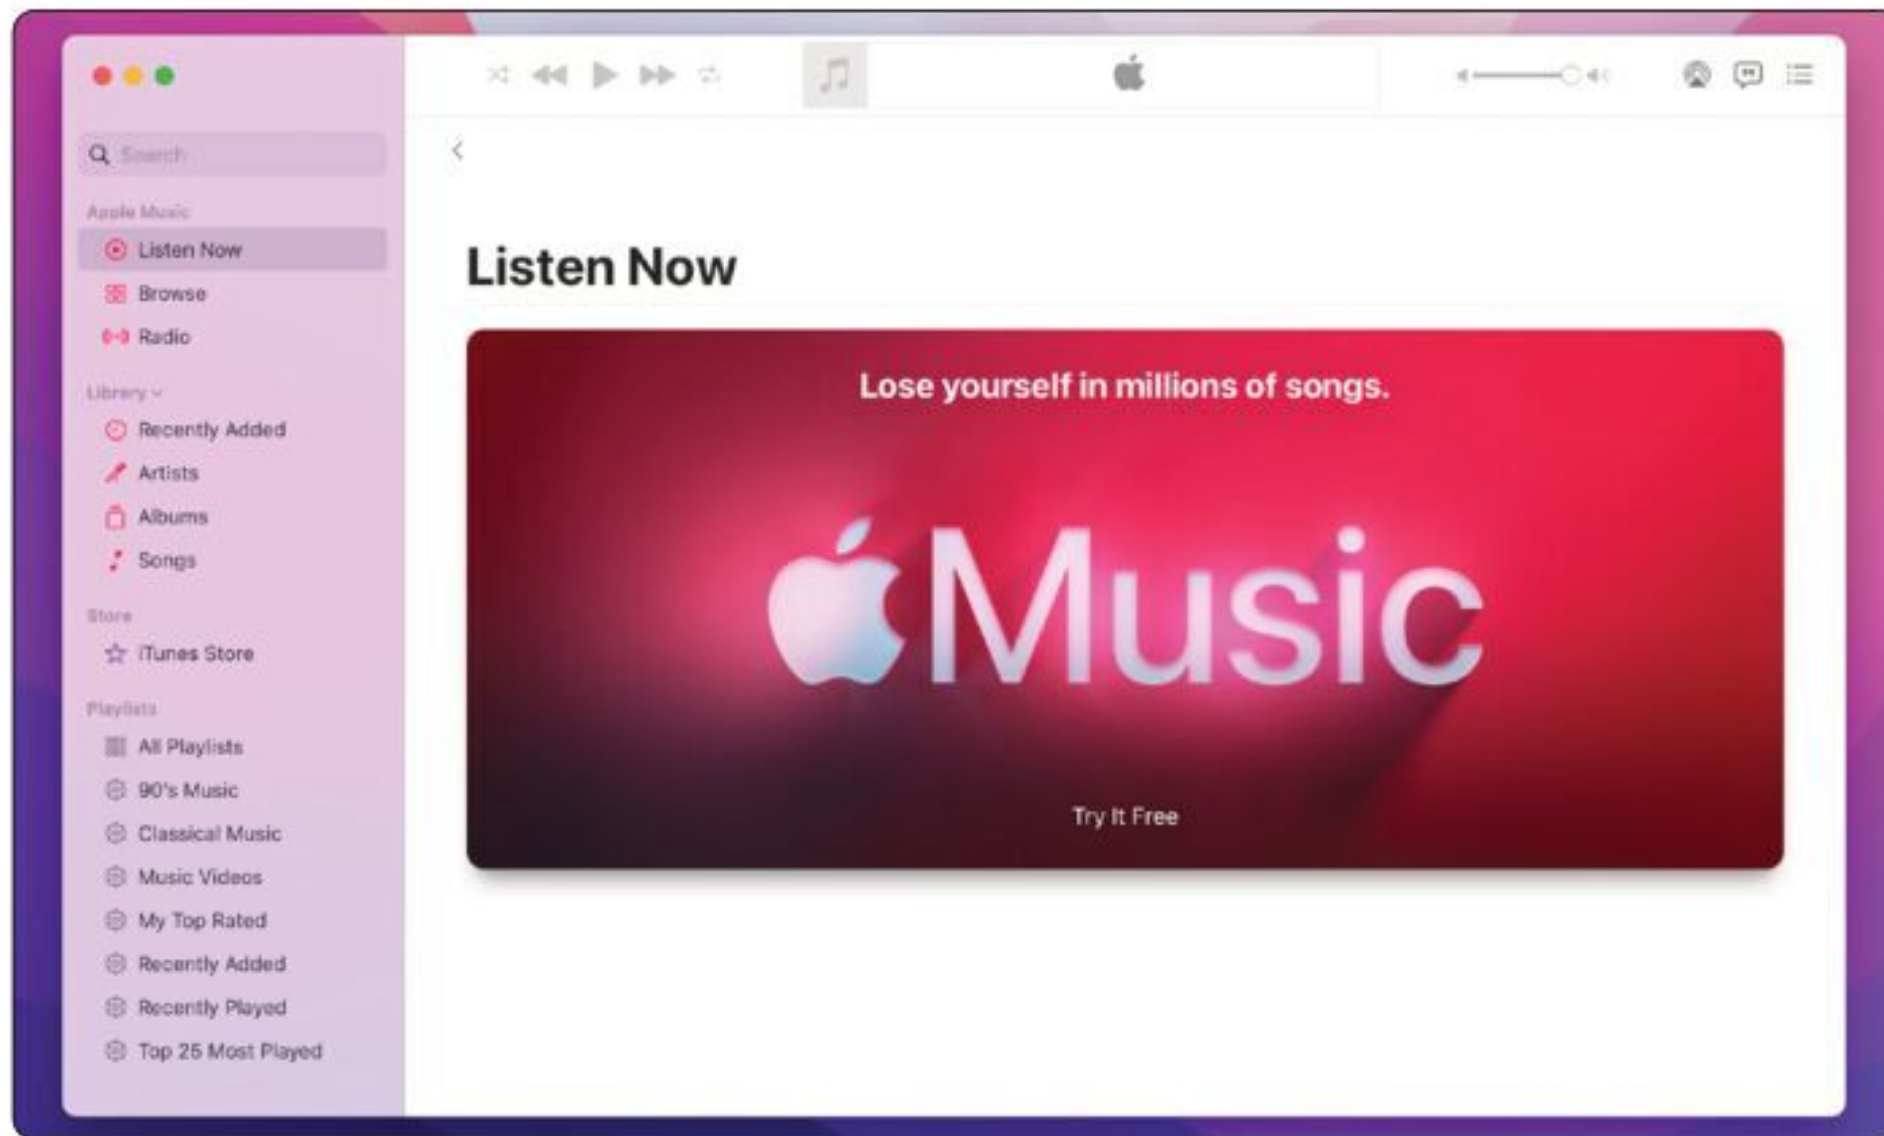 Search
Apple Music
Listen Now
Browse
Radio
Library
Recently Added
Artists
Albums
Songs
Store
iTunes Store
Playlists
All Playlists
90's Music
Classical Music
Music Videos
My Top Rated
Recently Added
Recently Played
Top 25 Most Played
Listen Now
Lose yourself in millions of songs.
Music
Try It Free